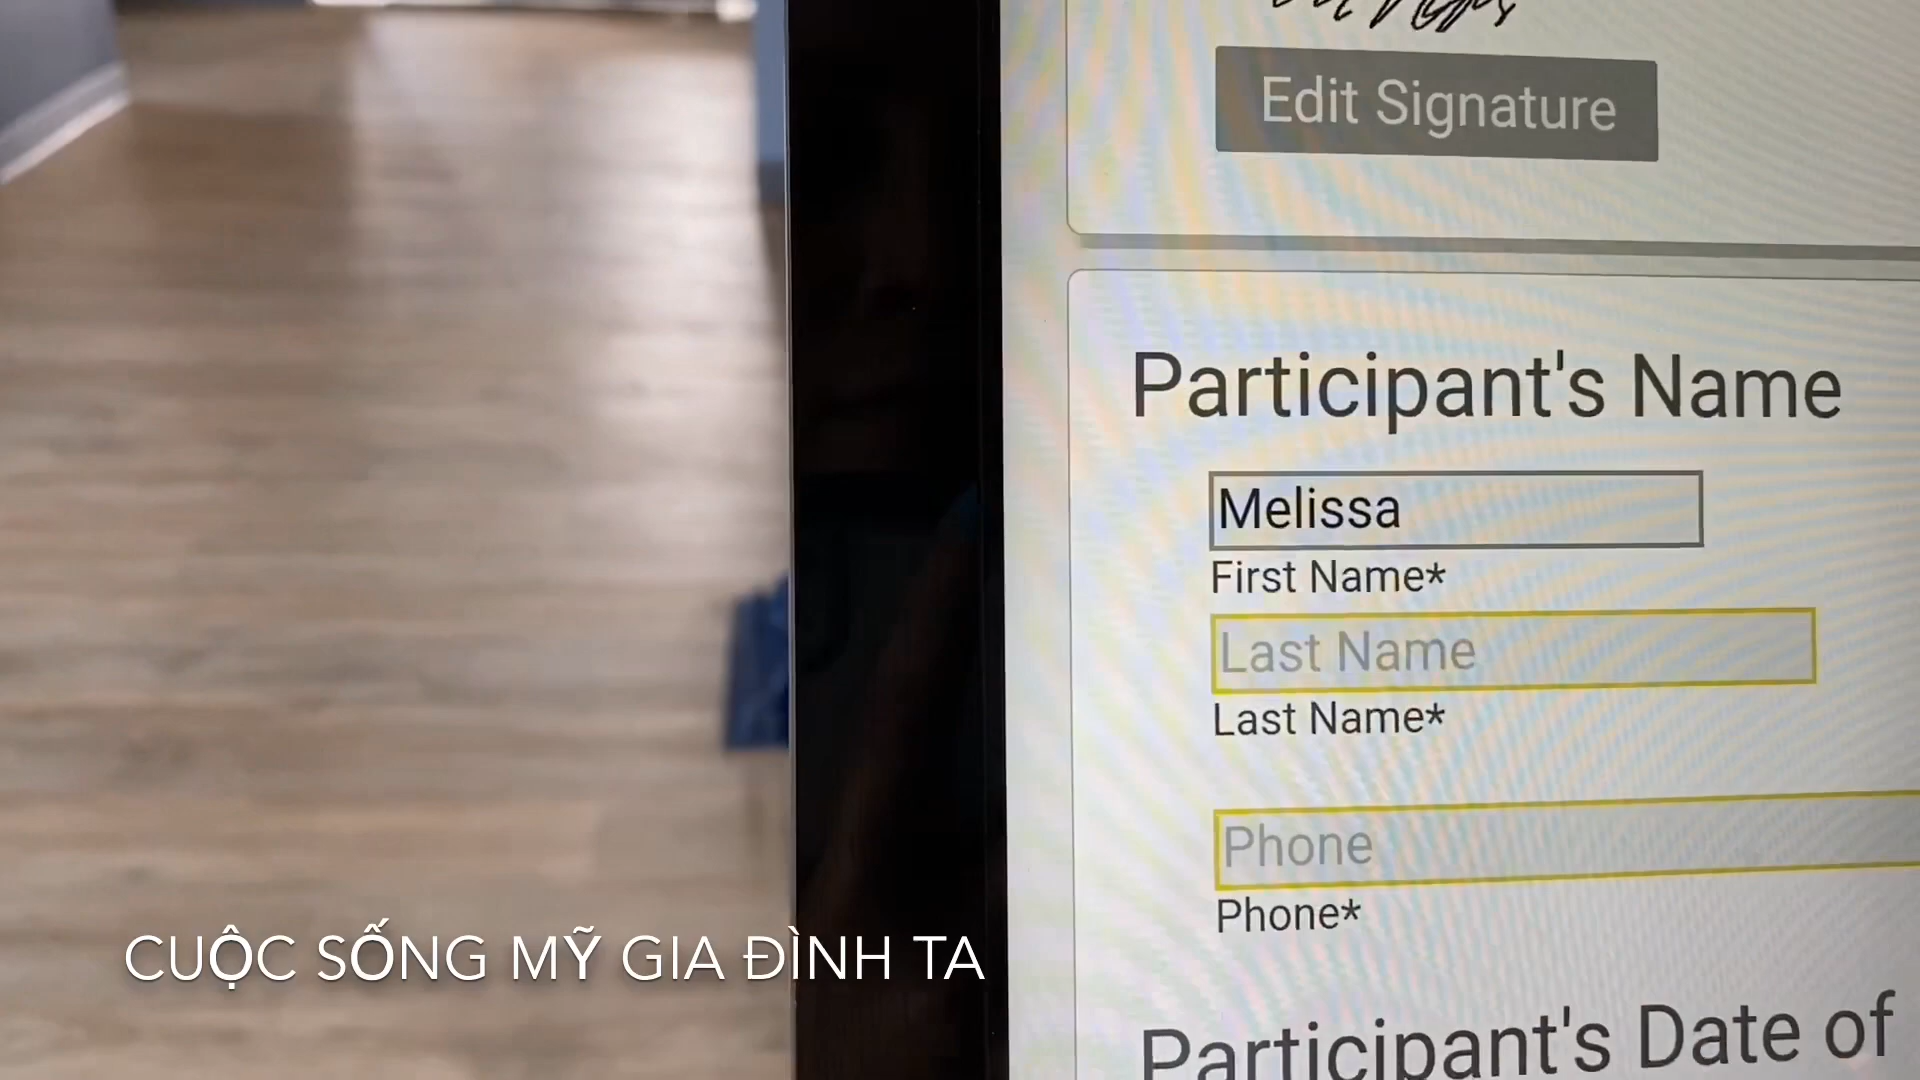 Edit Signature
Participant's Name
Melissa
First Name*
Last Name
Last Name*
Phone
Phone*
CUỘC SỐNG MỸ GIA ĐÌNH TA
Participant's Date of